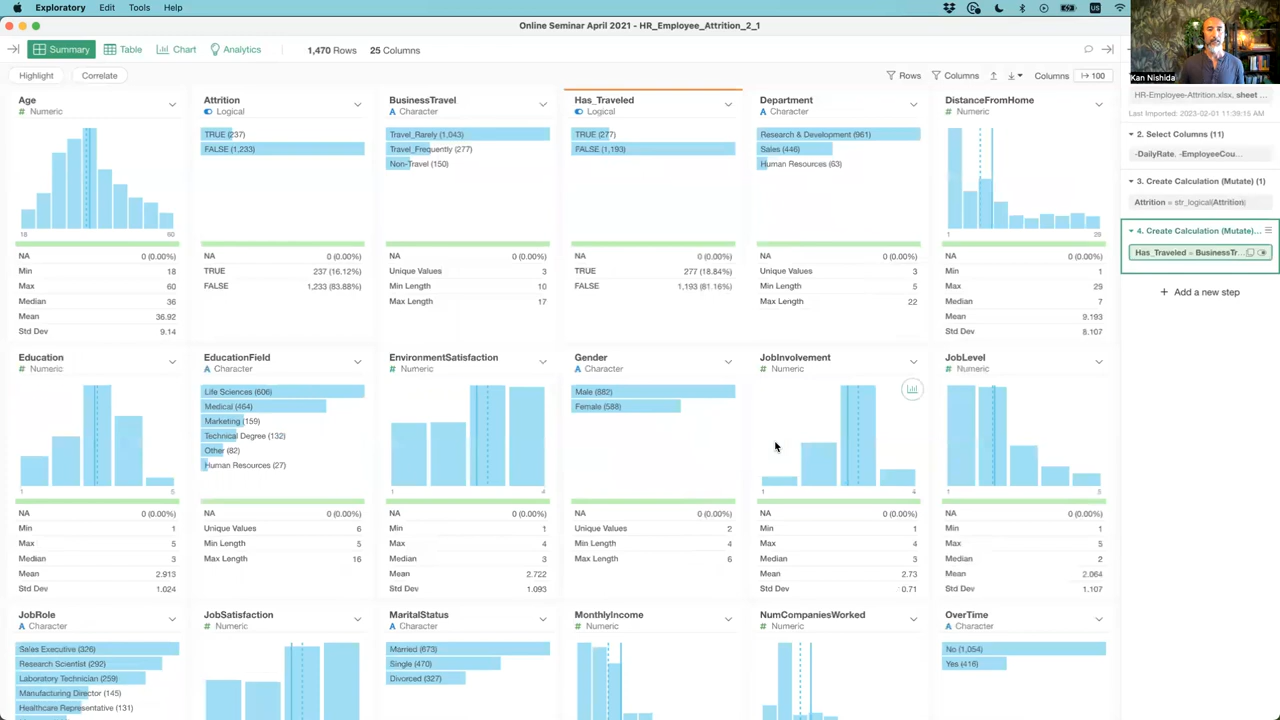 Exploratory Edit Tools Help US
Online Seminar April 2021 - HR_Employee_Attrition_2_1
Summary Table Chart Analytics 1,470 Rows 25 Columns
Highlight Correlate Rows Columns Columns 100
Kan Nishida
HR-Employee-Attrition.xlsx, sheet ...
Last Imported: 2023-02-01 11:39:15 AM
2. Select Columns (11)
-DailyRate, -EmployeeCou...
3. Create Calculation (Mutate) (1)
Attrition = str_logical(Attrition)
4. Create Calculation (Mutate)...
Has_Traveled = BusinessTr...
+ Add a new step
Age
# Numeric
18 60
NA 0 (0.00%)
Min 18
Max 60
Median 36
Mean 36.92
Std Dev 9.14
Attrition
Logical
TRUE (237)
FALSE (1,233)
NA 0 (0.00%)
TRUE 237 (16.12%)
FALSE 1,233 (83.88%)
BusinessTravel
A Character
Travel_Rarely (1,043)
Travel_Frequently (277)
Non-Travel (150)
NA 0 (0.00%)
Unique Values 3
Min Length 10
Max Length 17
Has_Traveled
Logical
TRUE (277)
FALSE (1,193)
NA 0 (0.00%)
TRUE 277 (18.84%)
FALSE 1,193 (81.16%)
Department
A Character
Research & Development (961)
Sales (446)
Human Resources (63)
NA 0 (0.00%)
Unique Values 3
Min Length 5
Max Length 22
DistanceFromHome
# Numeric
1 29
NA 0 (0.00%)
Min 1
Max 29
Median 7
Mean 9.193
Std Dev 8.107
Education
# Numeric
1 5
NA 0 (0.00%)
Min 1
Max 5
Median 3
Mean 2.913
Std Dev 1.024
EducationField
A Character
Life Sciences (606)
Medical (464)
Marketing (159)
Technical Degree (132)
Other (82)
Human Resources (27)
NA 0 (0.00%)
Unique Values 6
Min Length 5
Max Length 16
EnvironmentSatisfaction
# Numeric
1 4
NA 0 (0.00%)
Min 1
Max 4
Median 3
Mean 2.722
Std Dev 1.093
Gender
A Character
Male (882)
Female (588)
NA 0 (0.00%)
Unique Values 2
Min Length 4
Max Length 6
JobInvolvement
# Numeric
1 4
NA 0 (0.00%)
Min 1
Max 4
Median 3
Mean 2.73
Std Dev 0.71
JobLevel
# Numeric
1 5
NA 0 (0.00%)
Min 1
Max 5
Median 2
Mean 2.064
Std Dev 1.107
JobRole
A Character
Sales Executive (326)
Research Scientist (292)
Laboratory Technician (259)
Manufacturing Director (145)
Healthcare Representative (131)
JobSatisfaction
# Numeric
MaritalStatus
A Character
Married (673)
Single (470)
Divorced (327)
MonthlyIncome
# Numeric
NumCompaniesWorked
# Numeric
OverTime
A Character
No (1,054)
Yes (416)